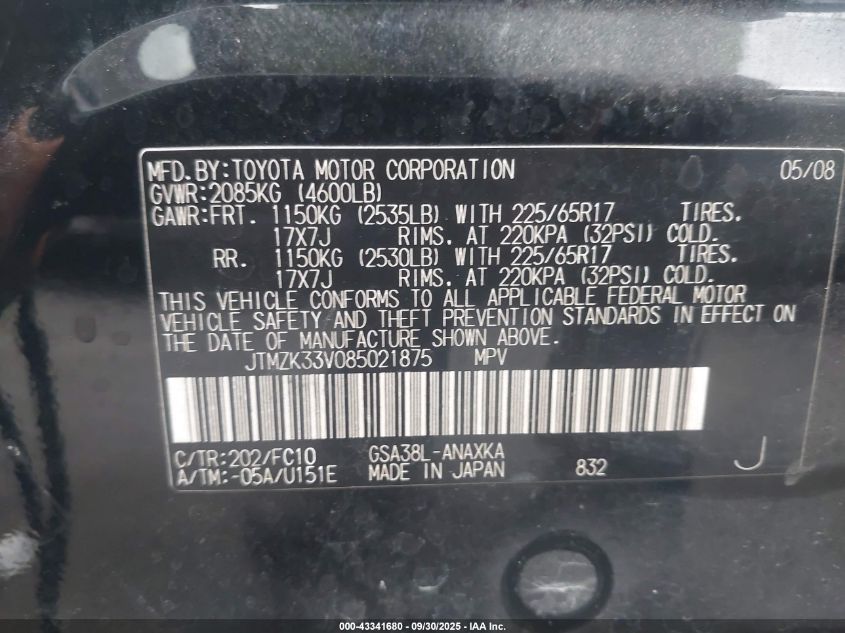 MFD.BY:TOYOTA MOTOR CORPORATION 05/08
GVWR:2085KG (4600LB)
GAWR:FRT. 1150KG (2535LB) WITH 225/65R17 TIRES.
17X7J RIMS. AT 220KPA (32PSI) COLD.
RR. 1150KG (2530LB) WITH 225/65R17 TIRES.
17X7J RIMS. AT 220KPA (32PSI) COLD.
THIS VEHICLE CONFORMS TO ALL APPLICABLE FEDERAL MOTOR
VEHICLE SAFETY AND THEFT PREVENTION STANDARDS IN EFFECT ON
THE DATE OF MANUFACTURE SHOWN ABOVE.
JTMZK33V085021875 MPV
C/TR:202/FC10 GSA38L-ANAXKA
A/TM:-05A/U151E MADE IN JAPAN 832 J
000-43341680 - 09/30/2025 - IAA Inc.